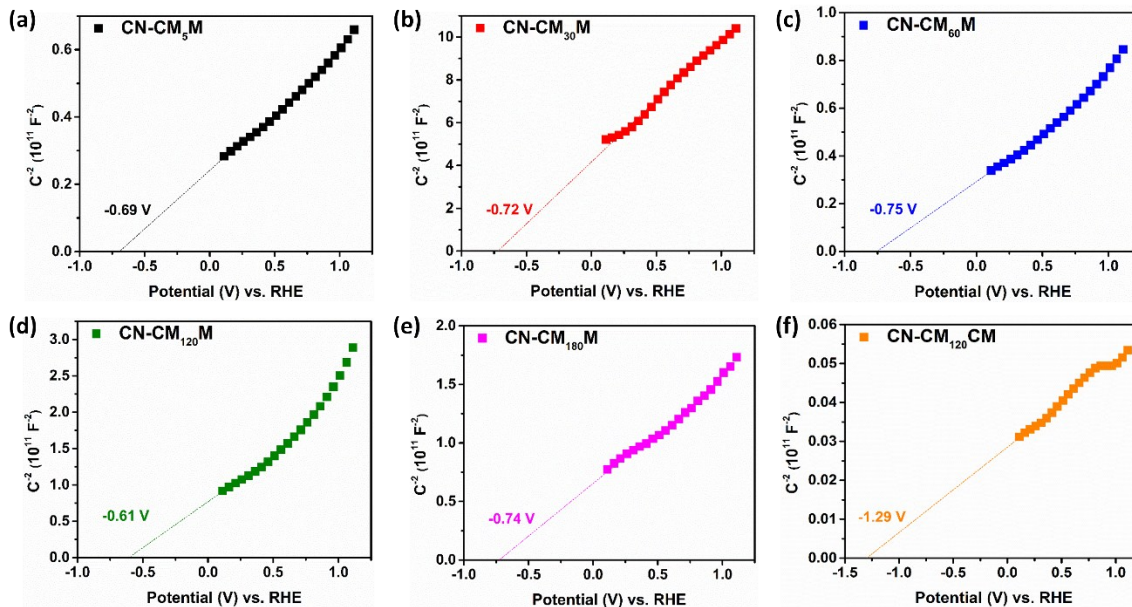 (a)
CN-CM₅M
C⁻² (10¹¹ F⁻²)
0.6
0.4
0.2
0.0
-0.69 V
-1.0 -0.5 0.0 0.5 1.0
Potential (V) vs. RHE
(b)
CN-CM₃₀M
C⁻² (10¹¹ F⁻²)
10
8
6
4
2
0
-0.72 V
-1.0 -0.5 0.0 0.5 1.0
Potential (V) vs. RHE
(c)
CN-CM₆₀M
C⁻² (10¹¹ F⁻²)
1.0
0.8
0.6
0.4
0.2
0.0
-0.75 V
-1.0 -0.5 0.0 0.5 1.0
Potential (V) vs. RHE
(d)
CN-CM₁₂₀M
C⁻² (10¹¹ F⁻²)
3.0
2.5
2.0
1.5
1.0
0.5
0.0
-0.61 V
-1.0 -0.5 0.0 0.5 1.0
Potential (V) vs. RHE
(e)
CN-CM₁₈₀M
C⁻² (10¹¹ F⁻²)
2.0
1.5
1.0
0.5
0.0
-0.74 V
-1.0 -0.5 0.0 0.5 1.0
Potential (V) vs. RHE
(f)
CN-CM₁₂₀CM
C⁻² (10¹¹ F⁻²)
0.06
0.05
0.04
0.03
0.02
0.01
0.00
-1.29 V
-1.5 -1.0 -0.5 0.0 0.5 1.0
Potential (V) vs. RHE